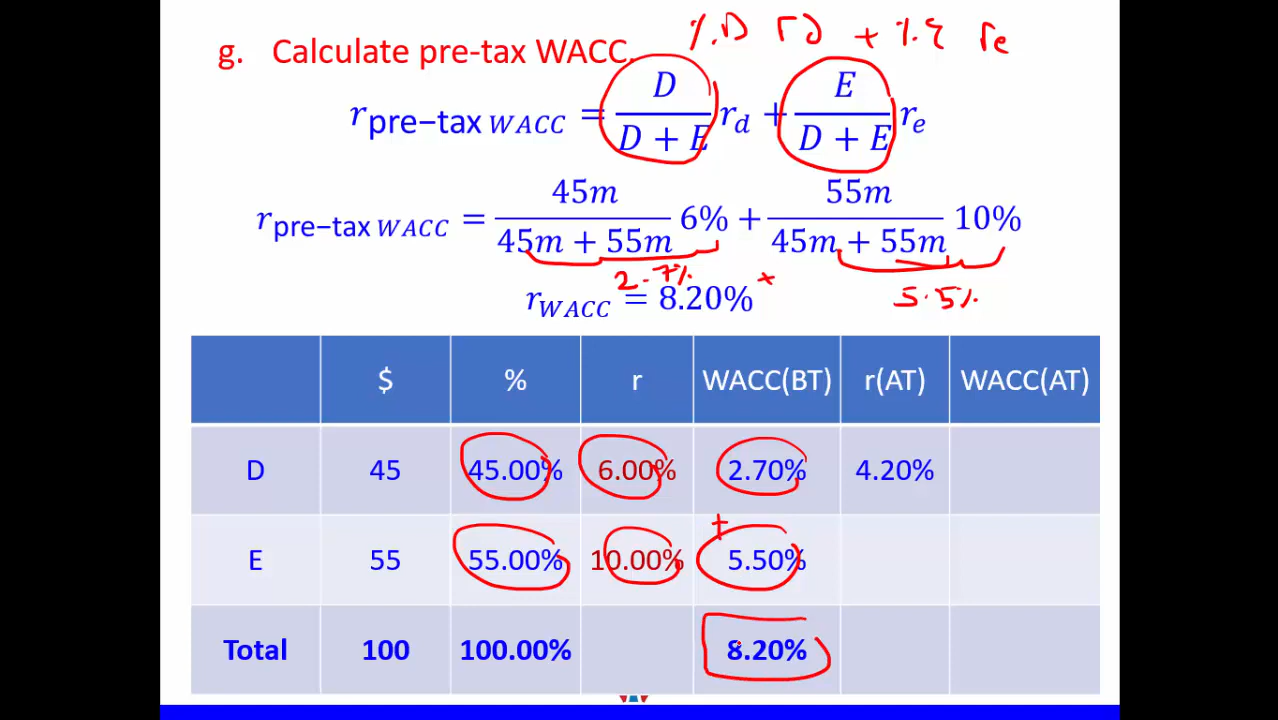 %D rd + %E re
g. Calculate pre-tax WACC.
r pre-tax WACC = D/(D + E) r_d + E/(D + E) r_e
r pre-tax WACC = 45m/(45m + 55m) 6% + 55m/(45m + 55m) 10%
2.7% + 5.5%
r_WACC = 8.20%
$ % r WACC(BT) r(AT) WACC(AT)
D 45 45.00% 6.00% 2.70% 4.20%
+
E 55 55.00% 10.00% 5.50%
Total 100 100.00% 8.20%